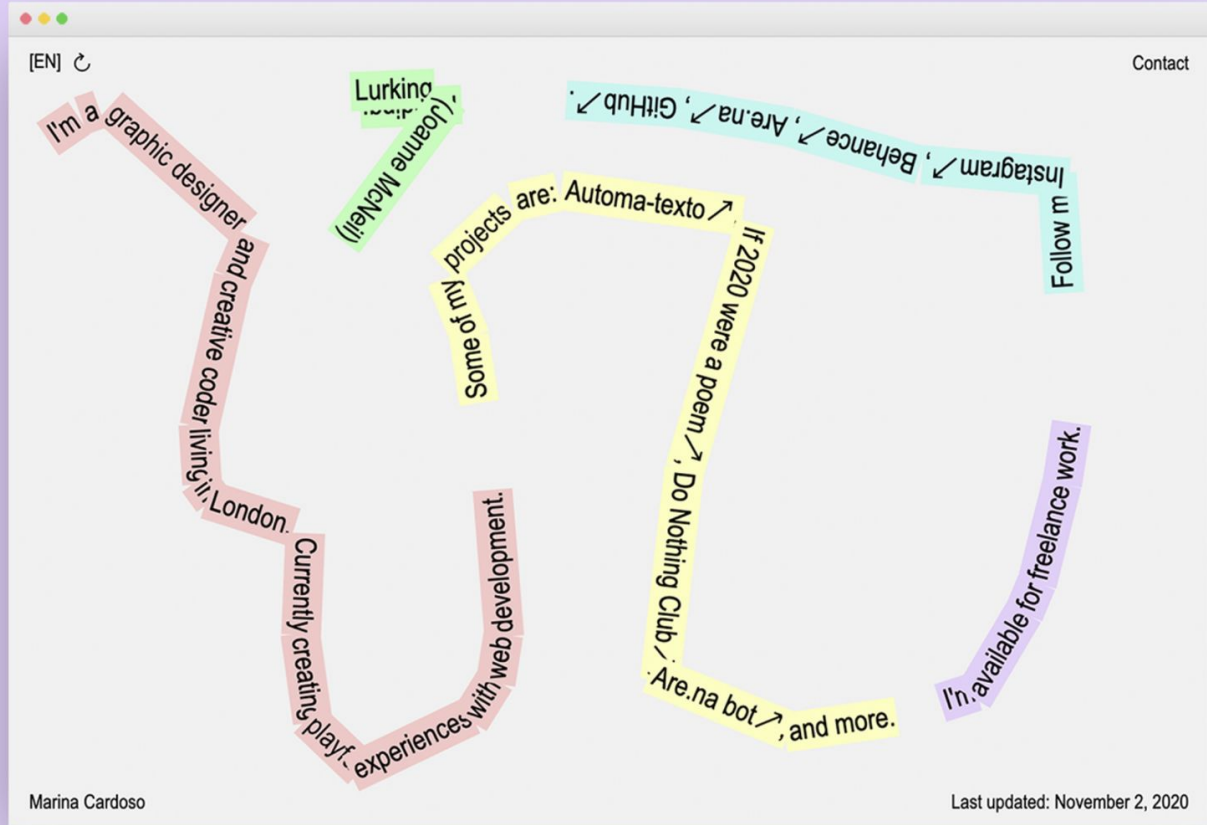 [EN]
Contact
I'm a graphic designer and creative coder living in London.
Currently creating experiences with web development.
Lurking
(Joanne McNeil)
Some of my projects are: Automa-texto ↗,
If 2020 were a poem ↗, Do Nothing Club
Are.na bot ↗, and more.
Follow
Instagram ↗, Behance ↗, Are.na ↗, GitHub ↗.
available for freelance work.
Marina Cardoso
Last updated: November 2, 2020